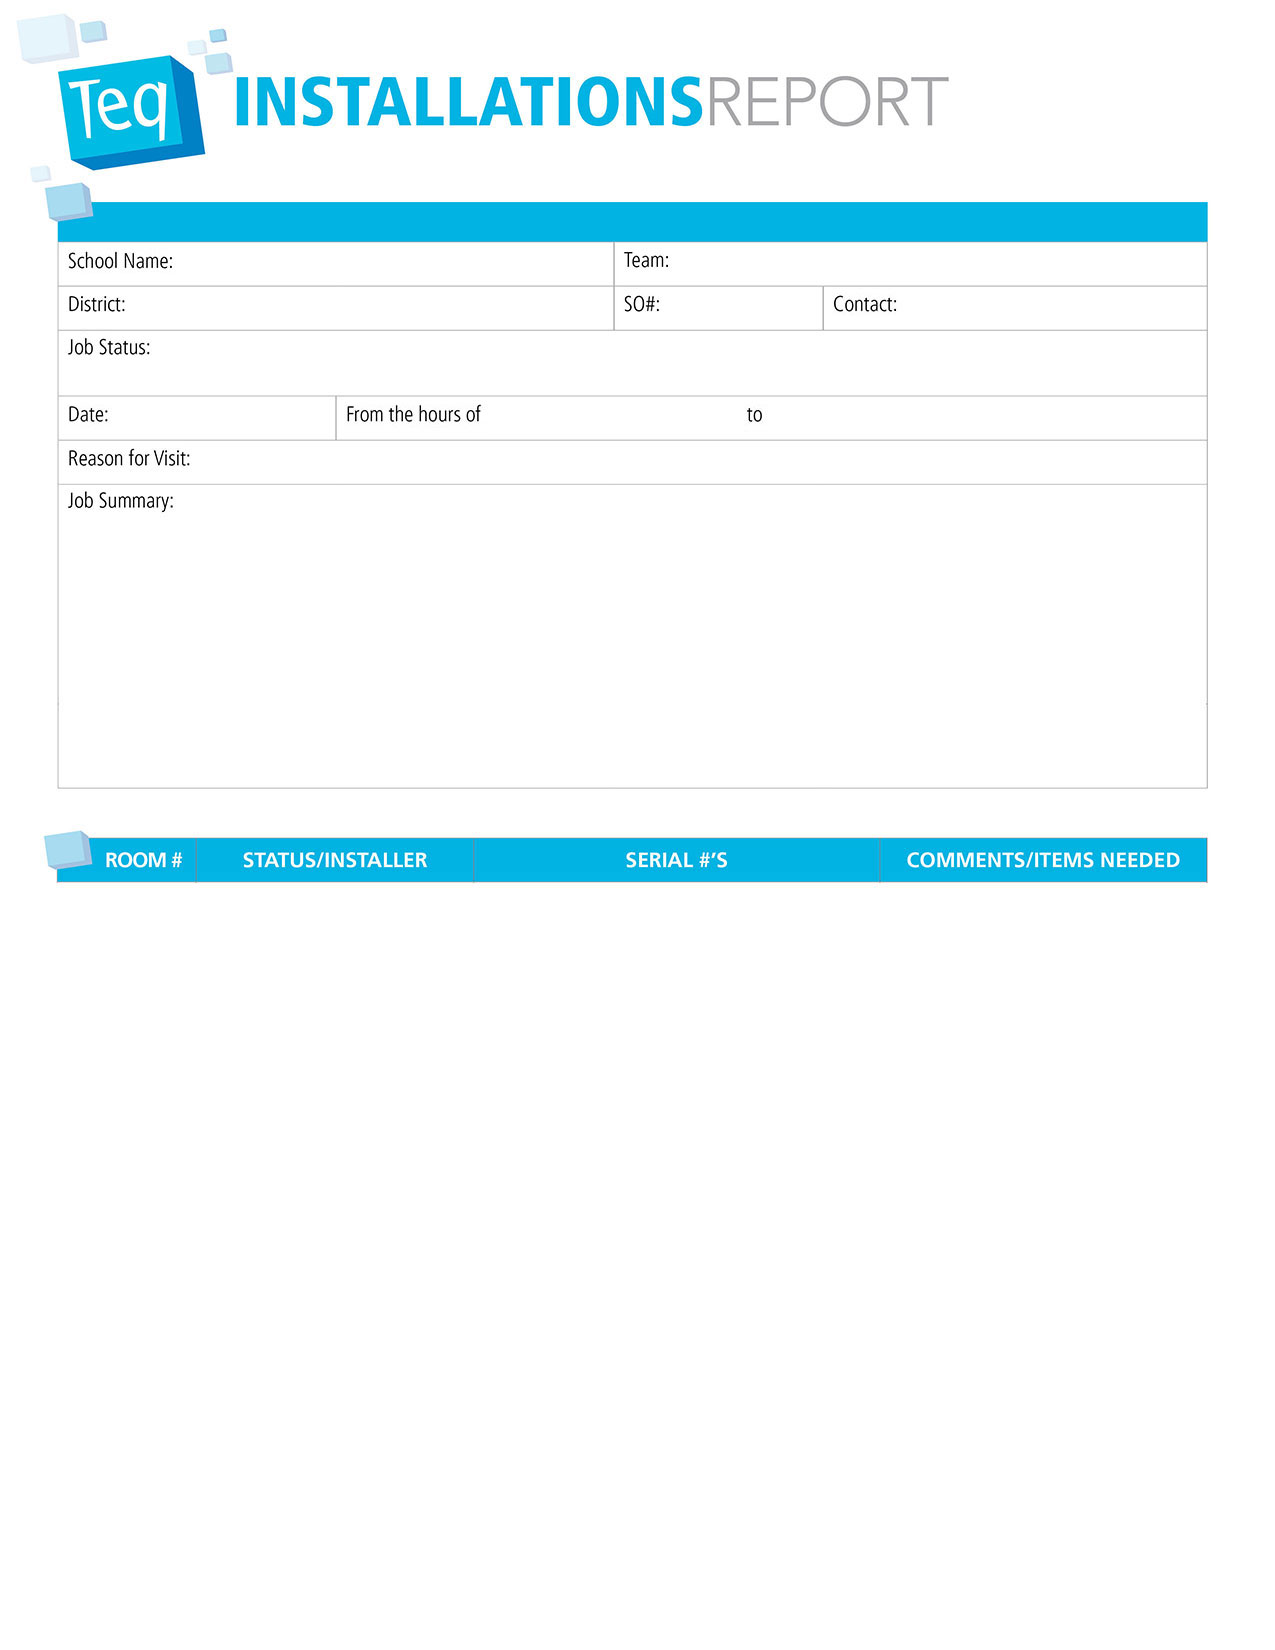 Teq
INSTALLATIONSREPORT
School Name: Team:
District: SO#: Contact:
Job Status:
Date: From the hours of to
Reason for Visit:
Job Summary:
ROOM # STATUS/INSTALLER SERIAL #'S COMMENTS/ITEMS NEEDED